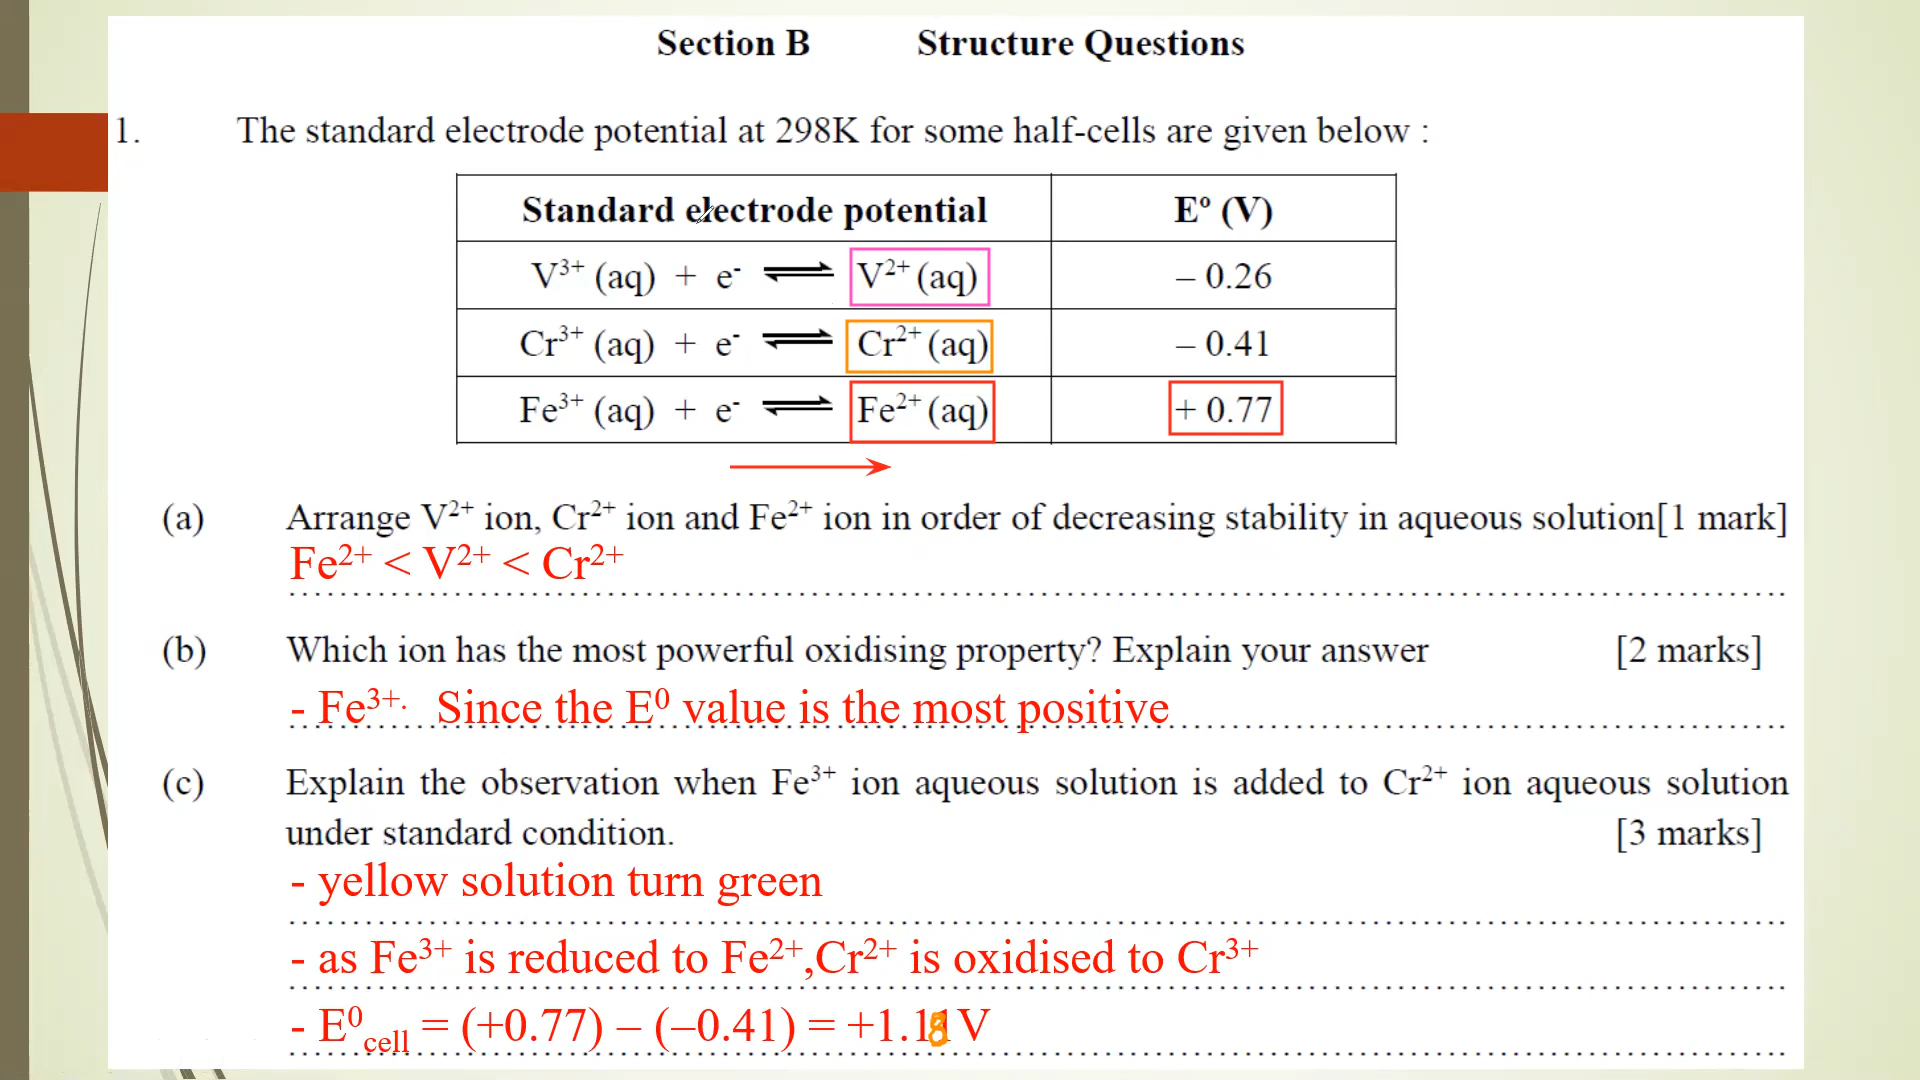 Section B Structure Questions
1. The standard electrode potential at 298K for some half-cells are given below :
Standard electrode potential Eº (V)
V³⁺ (aq) + e⁻ ⇌ V²⁺ (aq) – 0.26
Cr³⁺ (aq) + e⁻ ⇌ Cr²⁺ (aq) – 0.41
Fe³⁺ (aq) + e⁻ ⇌ Fe²⁺ (aq) + 0.77
(a) Arrange V²⁺ ion, Cr²⁺ ion and Fe²⁺ ion in order of decreasing stability in aqueous solution[1 mark]
Fe²⁺ < V²⁺ < Cr²⁺
(b) Which ion has the most powerful oxidising property? Explain your answer [2 marks]
- Fe³⁺. Since the E⁰ value is the most positive
(c) Explain the observation when Fe³⁺ ion aqueous solution is added to Cr²⁺ ion aqueous solution
under standard condition. [3 marks]
- yellow solution turn green
- as Fe³⁺ is reduced to Fe²⁺,Cr²⁺ is oxidised to Cr³⁺
- E⁰cell = (+0.77) – (–0.41) = +1.18V